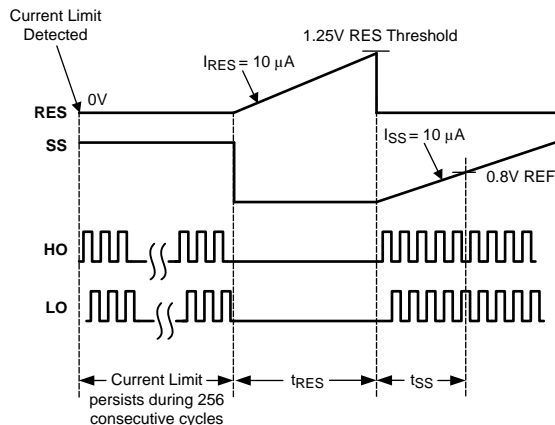 Current Limit
Detected
1.25V RES Threshold
IRES = 10 μA
0V
RES
SS
ISS = 10 μA
0.8V REF
HO
LO
Current Limit
persists during 256
consecutive cycles
tRES
tSS